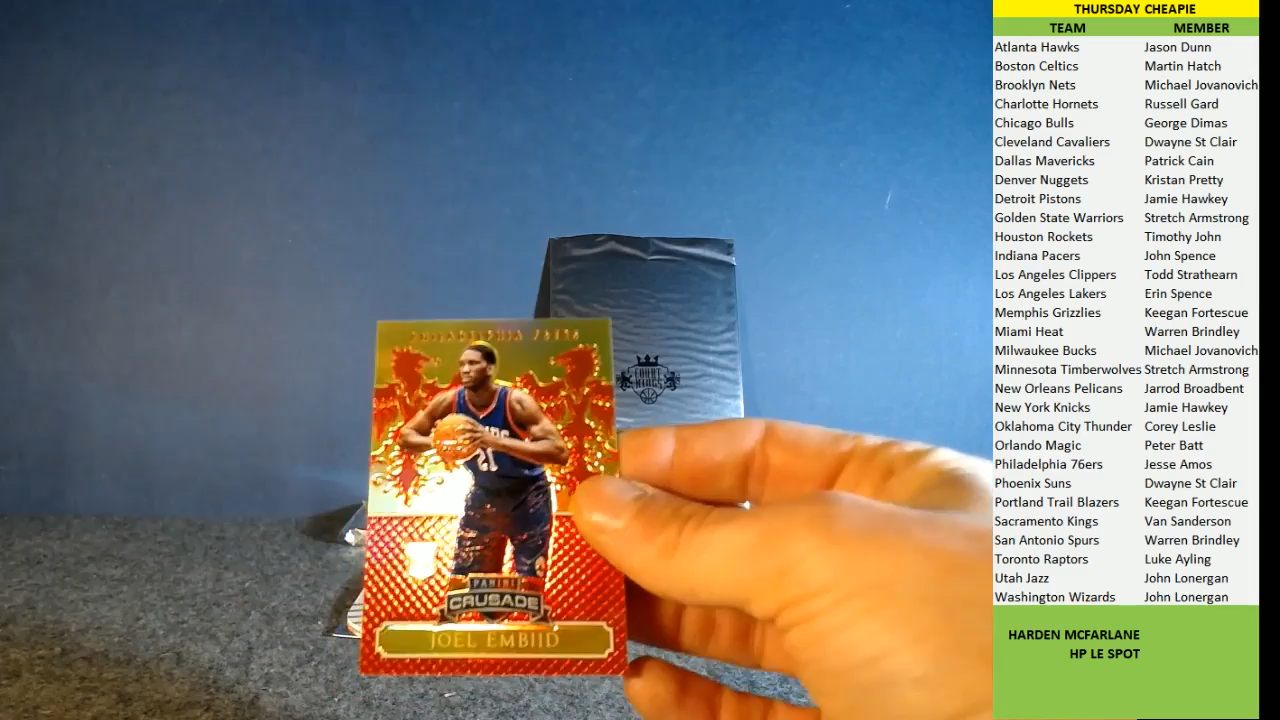 PHILADELPHIA 76ERS
21
PANINI
CRUSADE
JOEL EMBIID
COURT
KINGS
THURSDAY CHEAPIE
TEAM MEMBER
Atlanta Hawks Jason Dunn
Boston Celtics Martin Hatch
Brooklyn Nets Michael Jovanovich
Charlotte Hornets Russell Gard
Chicago Bulls George Dimas
Cleveland Cavaliers Dwayne St Clair
Dallas Mavericks Patrick Cain
Denver Nuggets Kristan Pretty
Detroit Pistons Jamie Hawkey
Golden State Warriors Stretch Armstrong
Houston Rockets Timothy John
Indiana Pacers John Spence
Los Angeles Clippers Todd Strathearn
Los Angeles Lakers Erin Spence
Memphis Grizzlies Keegan Fortescue
Miami Heat Warren Brindley
Milwaukee Bucks Michael Jovanovich
Minnesota Timberwolves Stretch Armstrong
New Orleans Pelicans Jarrod Broadbent
New York Knicks Jamie Hawkey
Oklahoma City Thunder Corey Leslie
Orlando Magic Peter Batt
Philadelphia 76ers Jesse Amos
Phoenix Suns Dwayne St Clair
Portland Trail Blazers Keegan Fortescue
Sacramento Kings Van Sanderson
San Antonio Spurs Warren Brindley
Toronto Raptors Luke Ayling
Utah Jazz John Lonergan
Washington Wizards John Lonergan
HARDEN MCFARLANE
HP LE SPOT